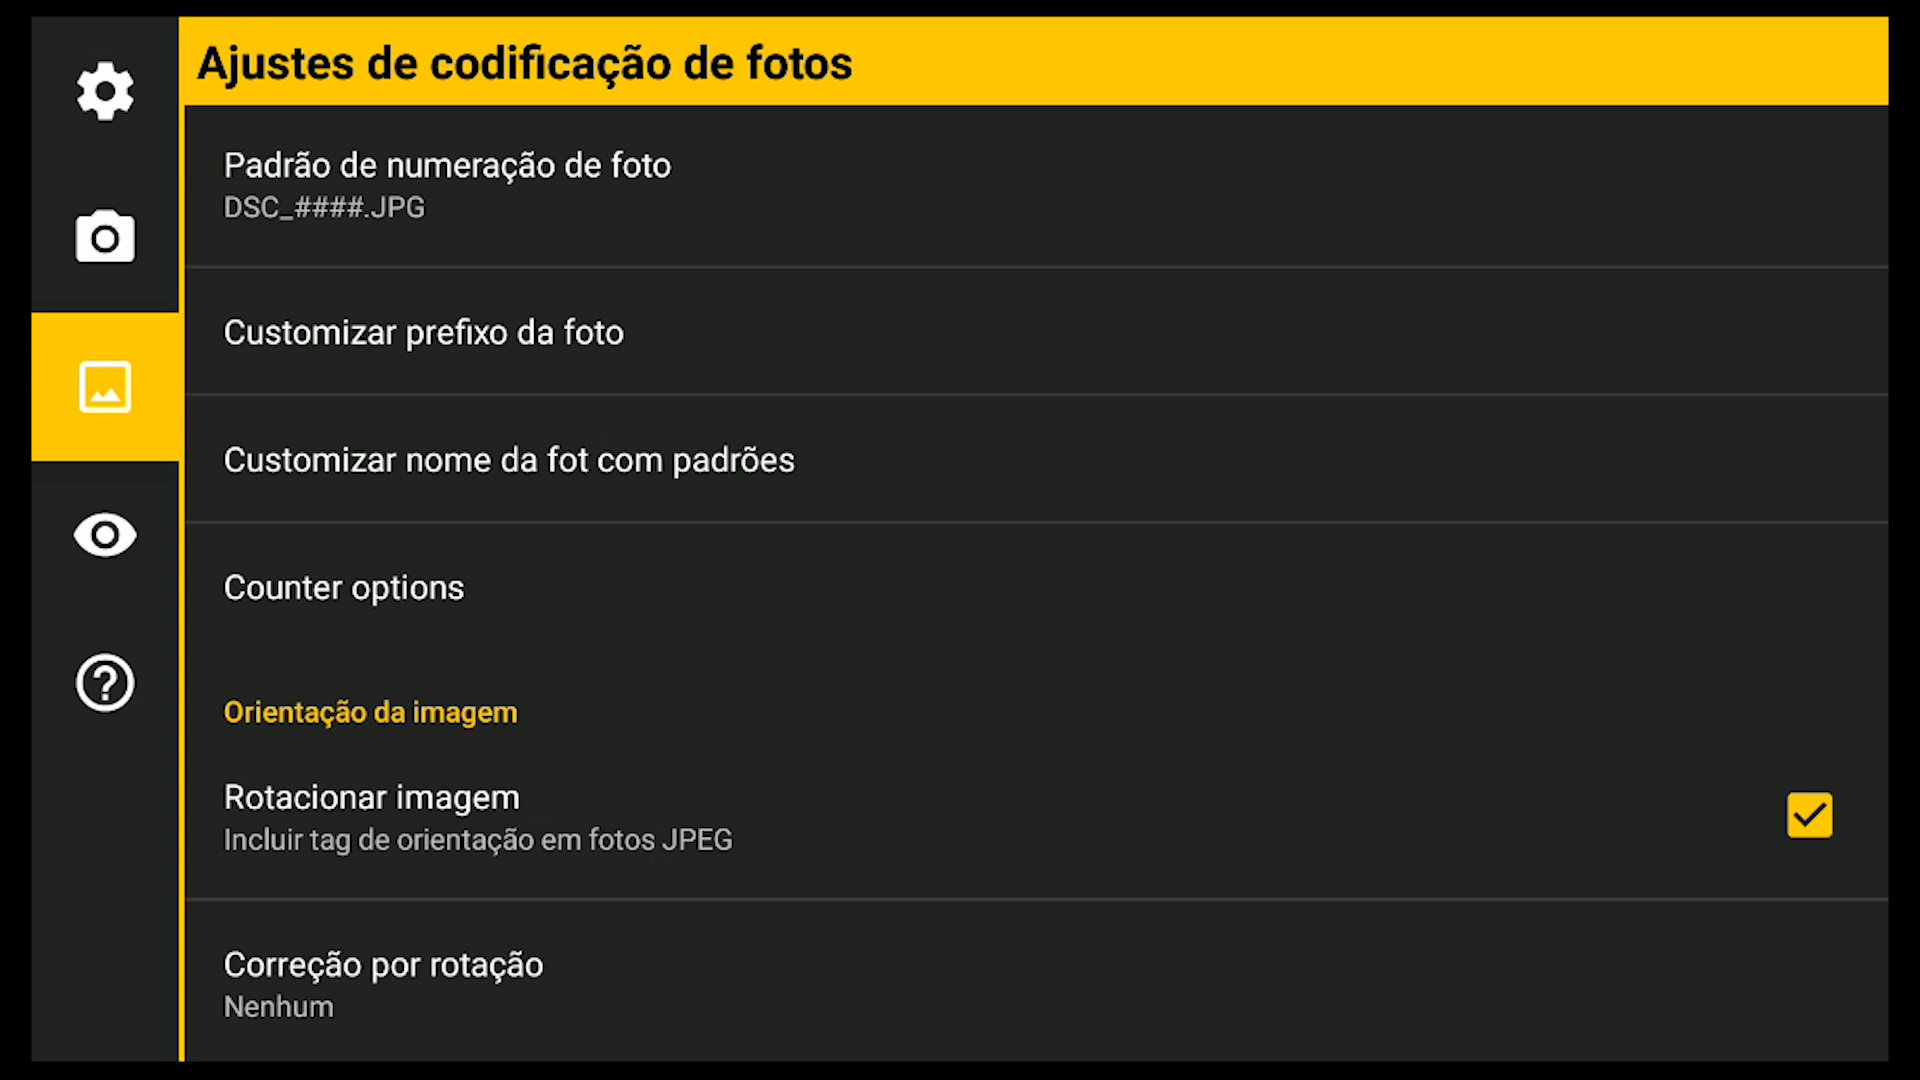 Ajustes de codificação de fotos
Padrão de numeração de foto
DSC_####.JPG
Customizar prefixo da foto
Customizar nome da fot com padrões
Counter options
Orientação da imagem
Rotacionar imagem
Incluir tag de orientação em fotos JPEG
Correção por rotação
Nenhum